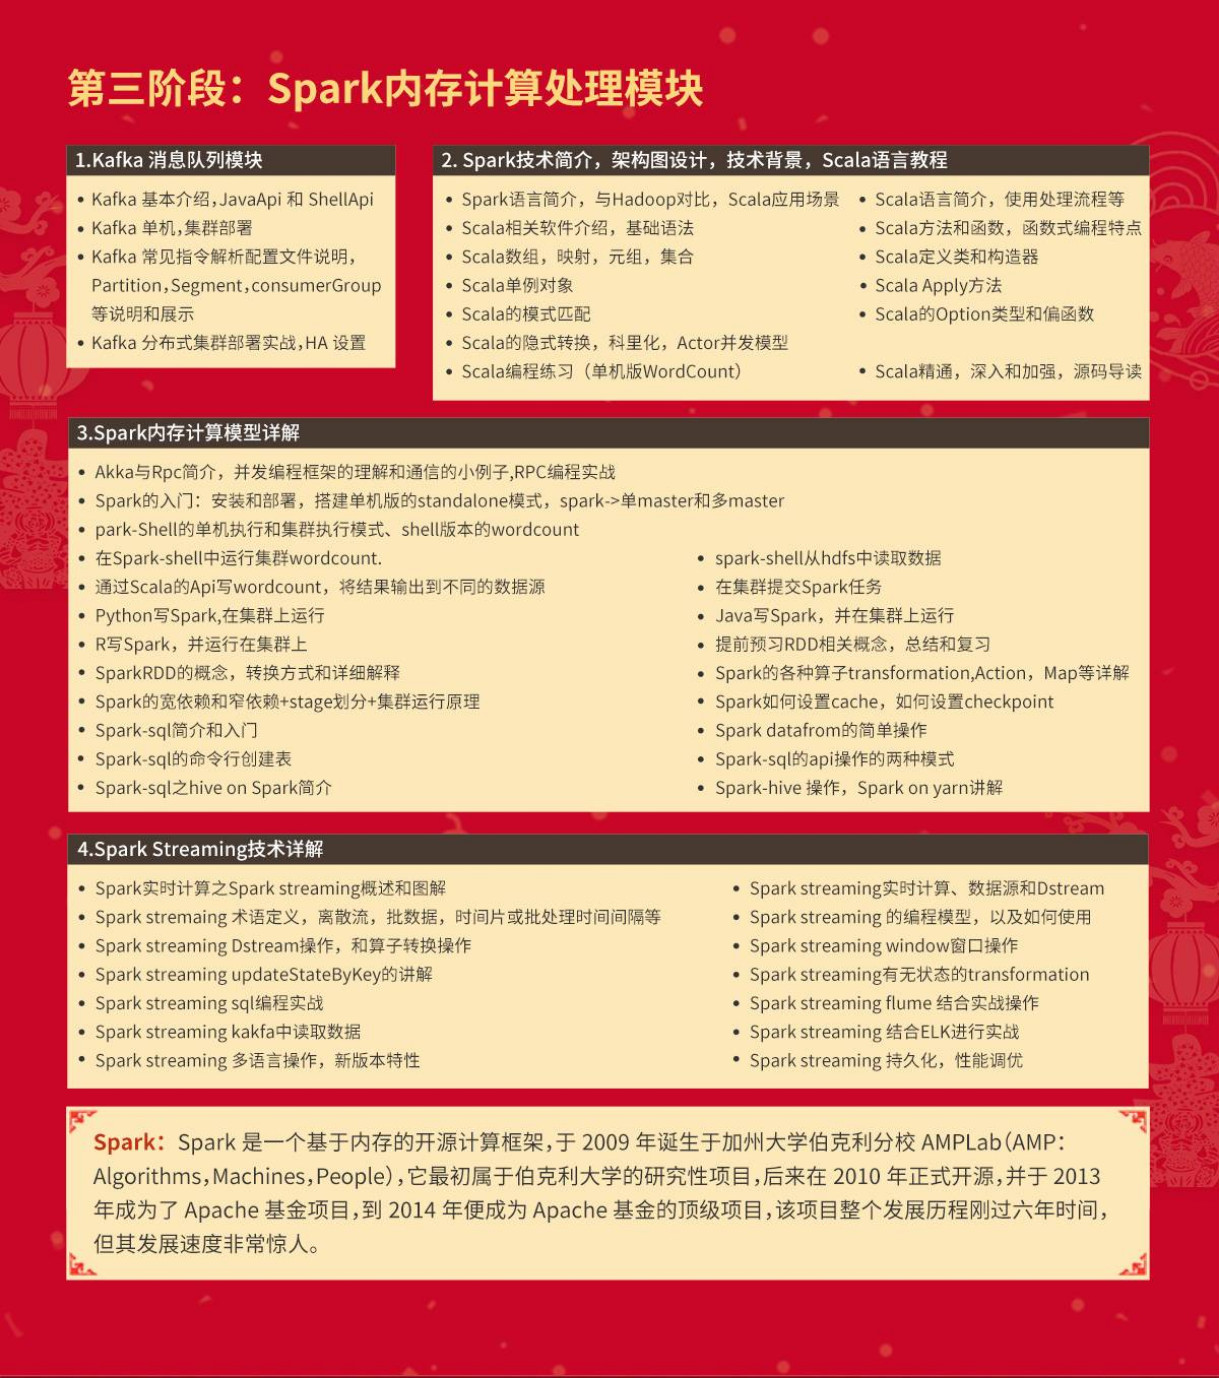 第三阶段：Spark内存计算处理模块
1.Kafka 消息队列模块
• Kafka 基本介绍,JavaApi 和 ShellApi
• Kafka 单机,集群部署
• Kafka 常见指令解析配置文件说明,
Partition,Segment,consumerGroup
等说明和展示
• Kafka 分布式集群部署实战,HA 设置
2. Spark技术简介，架构图设计，技术背景，Scala语言教程
• Spark语言简介，与Hadoop对比，Scala应用场景
• Scala语言简介，使用处理流程等
• Scala相关软件介绍，基础语法
• Scala方法和函数，函数式编程特点
• Scala数组，映射，元组，集合
• Scala定义类和构造器
• Scala单例对象
• Scala Apply方法
• Scala的模式匹配
• Scala的Option类型和偏函数
• Scala的隐式转换，科里化，Actor并发模型
• Scala编程练习（单机版WordCount）
• Scala精通，深入和加强，源码导读
3.Spark内存计算模型详解
• Akka与Rpc简介，并发编程框架的理解和通信的小例子,RPC编程实战
• Spark的入门：安装和部署，搭建单机版的standalone模式，spark->单master和多master
• park-Shell的单机执行和集群执行模式、shell版本的wordcount
• 在Spark-shell中运行集群wordcount.
• spark-shell从hdfs中读取数据
• 通过Scala的Api写wordcount，将结果输出到不同的数据源
• 在集群提交Spark任务
• Python写Spark,在集群上运行
• Java写Spark，并在集群上运行
• R写Spark，并运行在集群上
• 提前预习RDD相关概念，总结和复习
• SparkRDD的概念，转换方式和详细解释
• Spark的各种算子transformation,Action，Map等详解
• Spark的宽依赖和窄依赖+stage划分+集群运行原理
• Spark如何设置cache，如何设置checkpoint
• Spark-sql简介和入门
• Spark datafrom的简单操作
• Spark-sql的命令行创建表
• Spark-sql的api操作的两种模式
• Spark-sql之hive on Spark简介
• Spark-hive 操作，Spark on yarn讲解
4.Spark Streaming技术详解
• Spark实时计算之Spark streaming概述和图解
• Spark streaming实时计算、数据源和Dstream
• Spark stremaing 术语定义，离散流，批数据，时间片或批处理时间间隔等
• Spark streaming 的编程模型，以及如何使用
• Spark streaming Dstream操作，和算子转换操作
• Spark streaming window窗口操作
• Spark streaming updateStateByKey的讲解
• Spark streaming有无状态的transformation
• Spark streaming sql编程实战
• Spark streaming flume 结合实战操作
• Spark streaming kakfa中读取数据
• Spark streaming 结合ELK进行实战
• Spark streaming 多语言操作，新版本特性
• Spark streaming 持久化，性能调优
Spark：Spark 是一个基于内存的开源计算框架,于 2009 年诞生于加州大学伯克利分校 AMPLab（AMP：
Algorithms,Machines,People）,它最初属于伯克利大学的研究性项目,后来在 2010 年正式开源,并于 2013
年成为了 Apache 基金项目,到 2014 年便成为 Apache 基金的顶级项目,该项目整个发展历程刚过六年时间,
但其发展速度非常惊人。